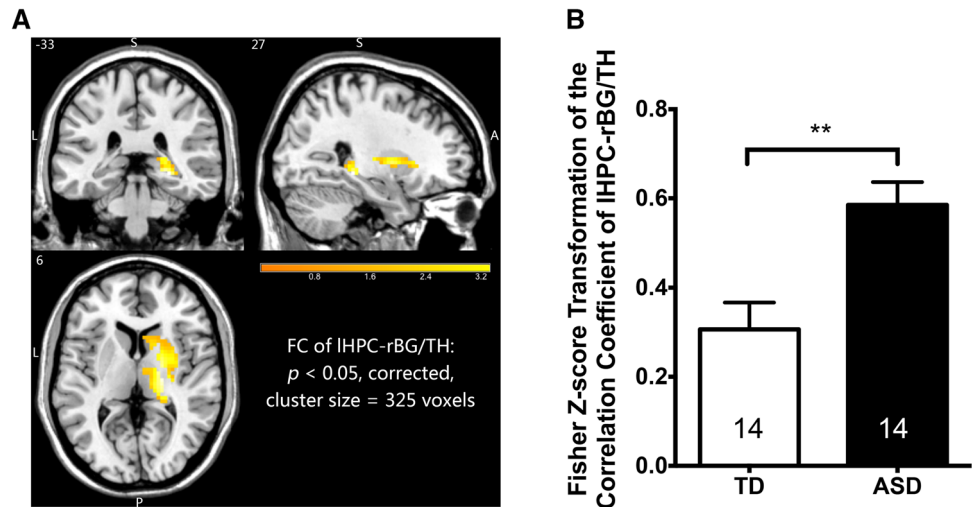 A
-33
S
27
S
L
A
6
0.8 1.6 2.4 3.2
L
P
FC of lHPC-rBG/TH:
p < 0.05, corrected,
cluster size = 325 voxels
B
Fisher Z-score Transformation of the
Correlation Coefficient of lHPC-rBG/TH
0.8
0.6
0.4
0.2
0.0
**
14
14
TD
ASD